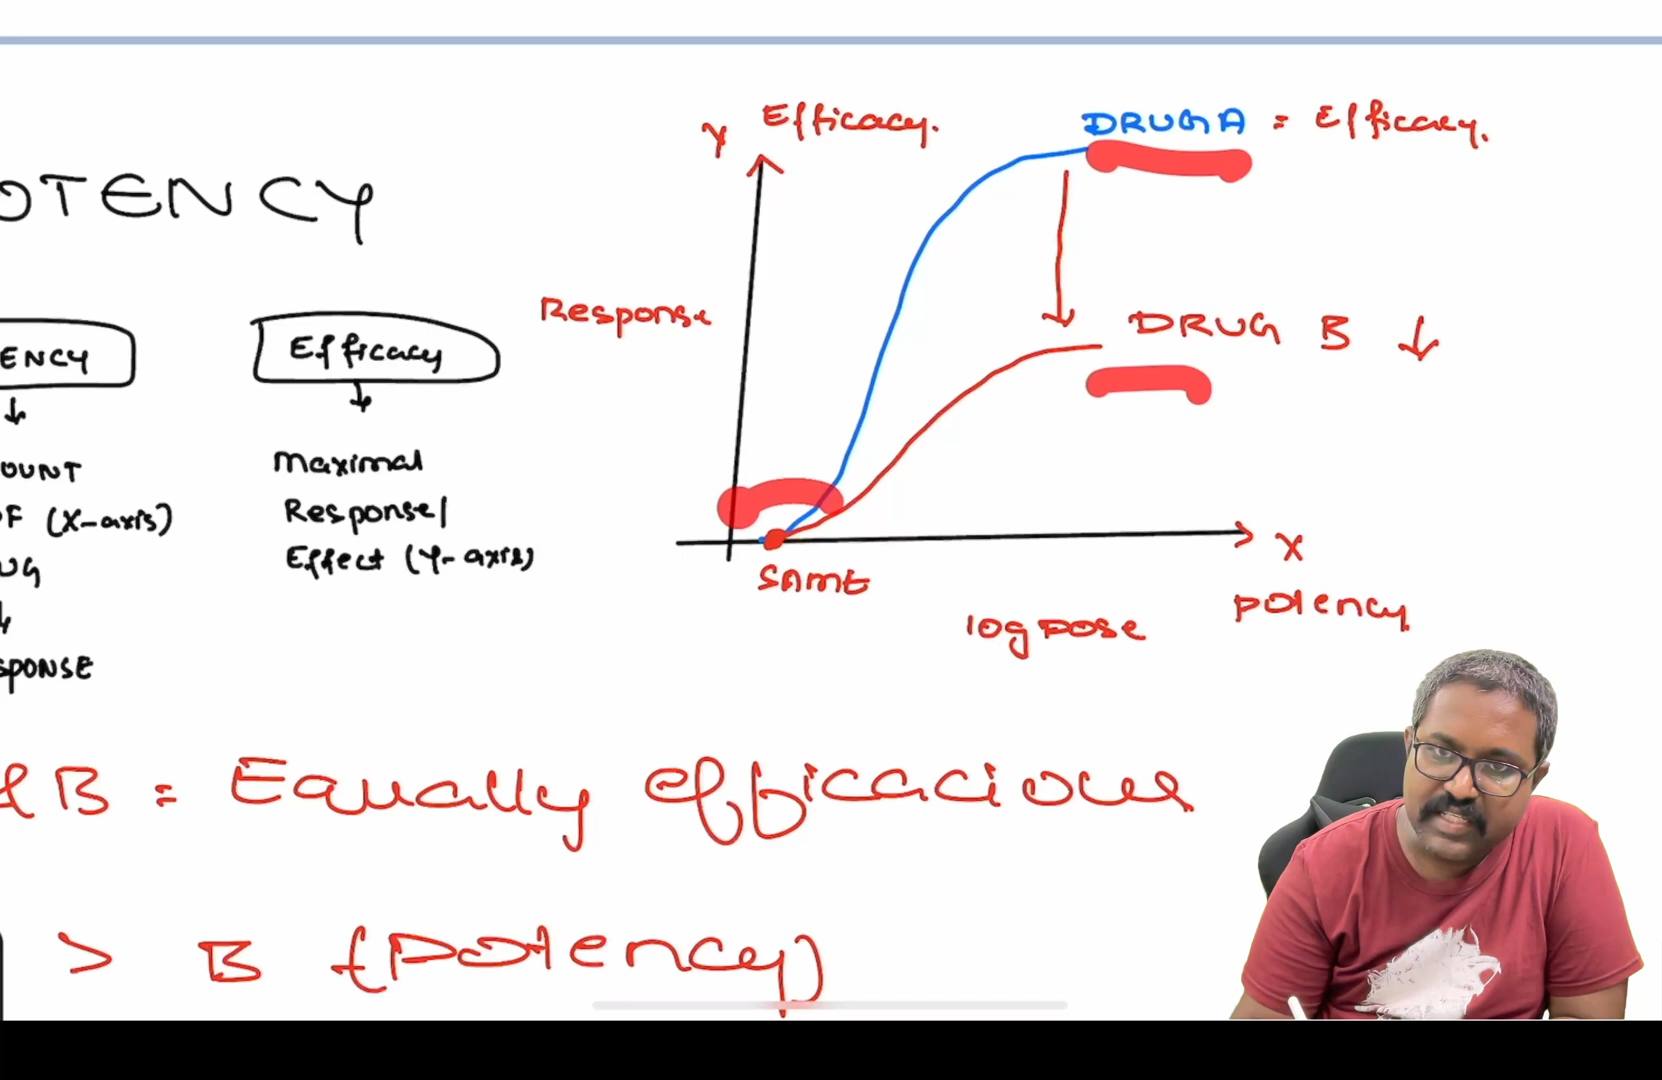 OTENCY
ENCY
OUNT
OF (X-axis)
UG
SPONSE
Efficacy
Maximal
Response/
Effect (Y-axis)
Y Efficacy.
DRUG A = Efficacy.
Response
DRUG B ↓
SAME
X
log Dose
potency
& B = Equally efficacious
> B (potency)